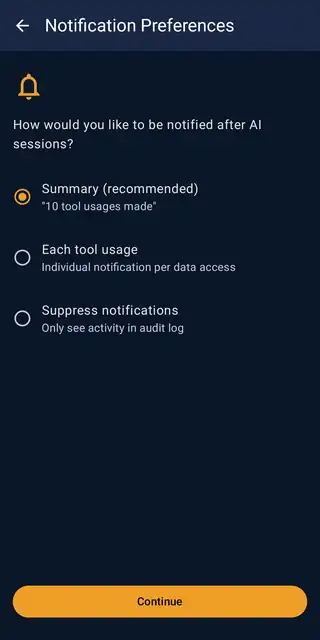 Notification Preferences
How would you like to be notified after AI
sessions?
Summary (recommended)
"10 tool usages made"
Each tool usage
Individual notification per data access
Suppress notifications
Only see activity in audit log
Continue